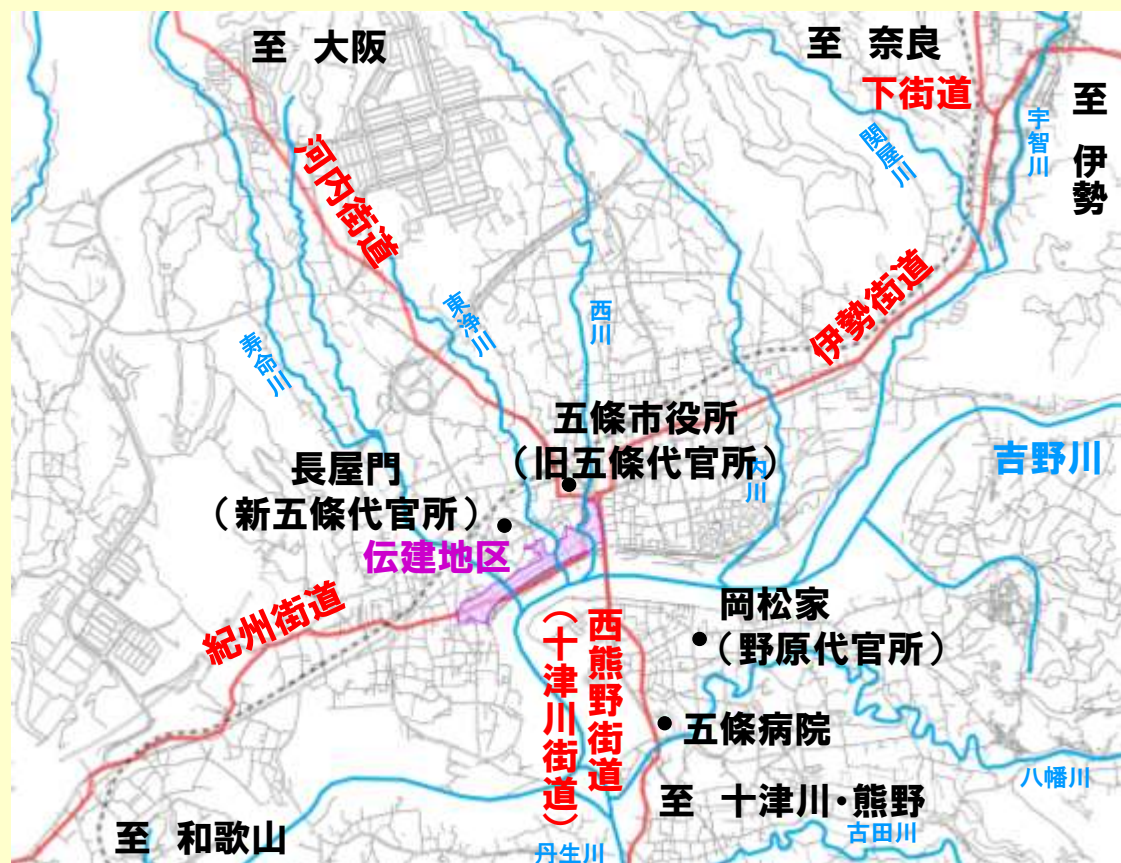 至 大阪
至 奈良
下街道
至 伊勢
宇智川
関屋川
河内街道
伊勢街道
東浄川
西川
寿命川
五條市役所
（旧五條代官所）
吉野川
長屋門
（新五條代官所）
内川
伝建地区
紀州街道
西熊野街道
（十津川街道）
岡松家
（野原代官所）
五條病院
八幡川
至 十津川・熊野
古田川
至 和歌山
丹生川